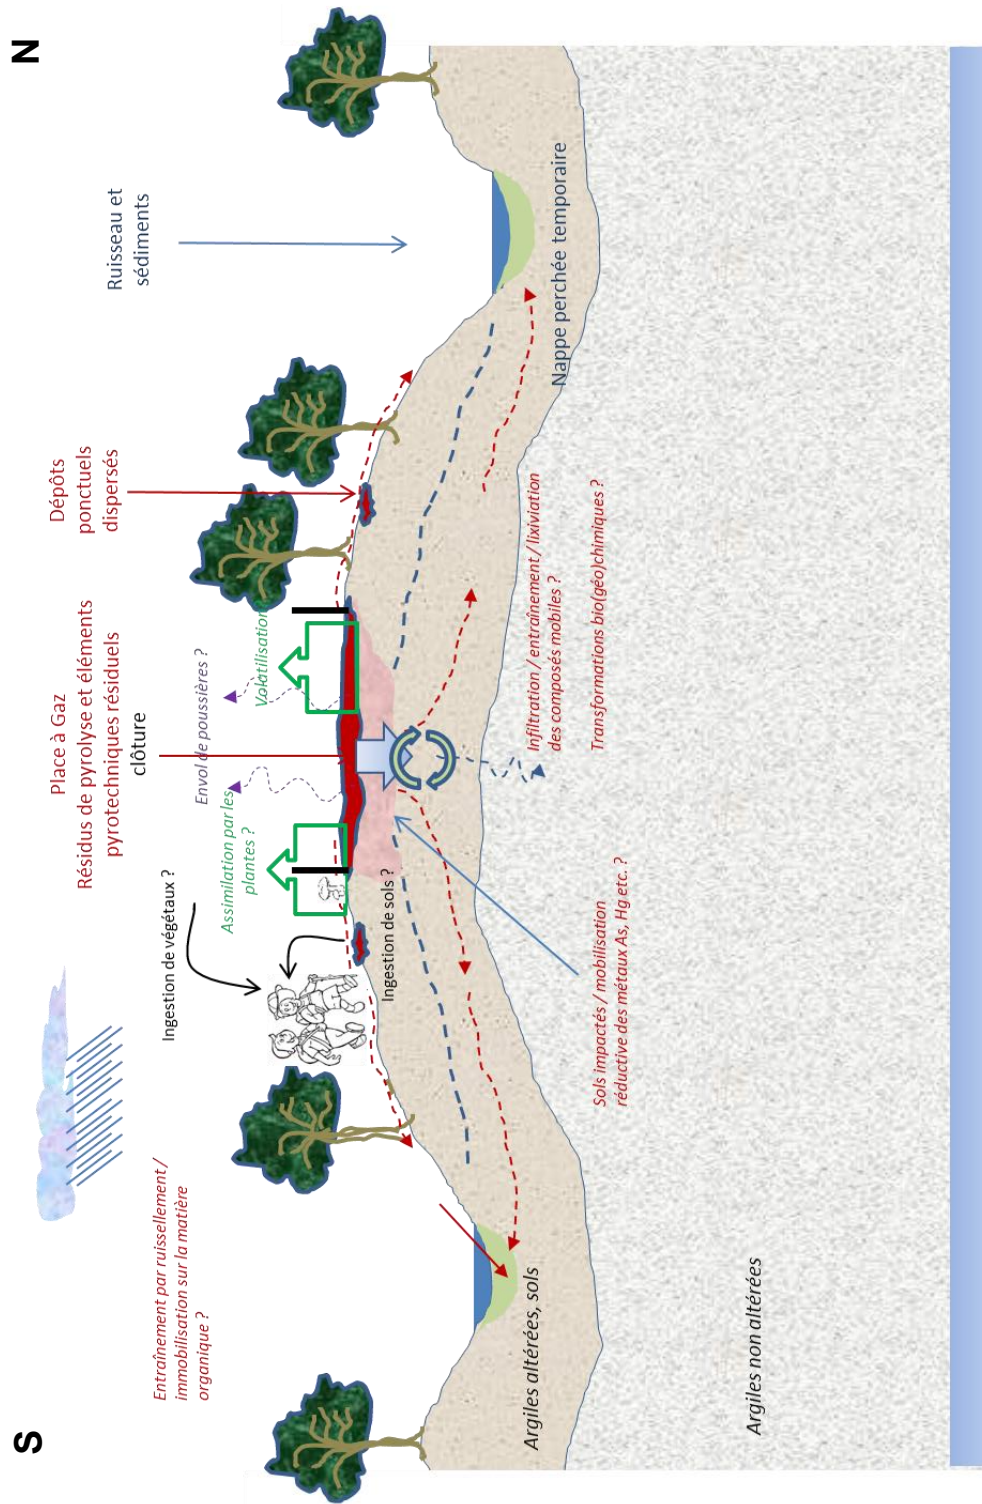 S
N
Ruisseau et
sédiments
Dépôts
ponctuels
dispersés
Place à Gaz
Résidus de pyrolyse et éléments
pyrotechniques résiduels
clôture
Envol de poussières ?
Volatilisation
Assimilation par les
plantes ?
Ingestion de végétaux ?
Ingestion de sols ?
Entraînement par ruissellement /
immobilisation sur la matière
organique ?
Nappe perchée temporaire
Infiltration / entraînement / lixiviation
des composés mobiles ?
Transformations bio(géo)chimiques ?
Sols impactés / mobilisation
réductive des métaux As, Hg etc. ?
Argiles altérées, sols
Argiles non altérées